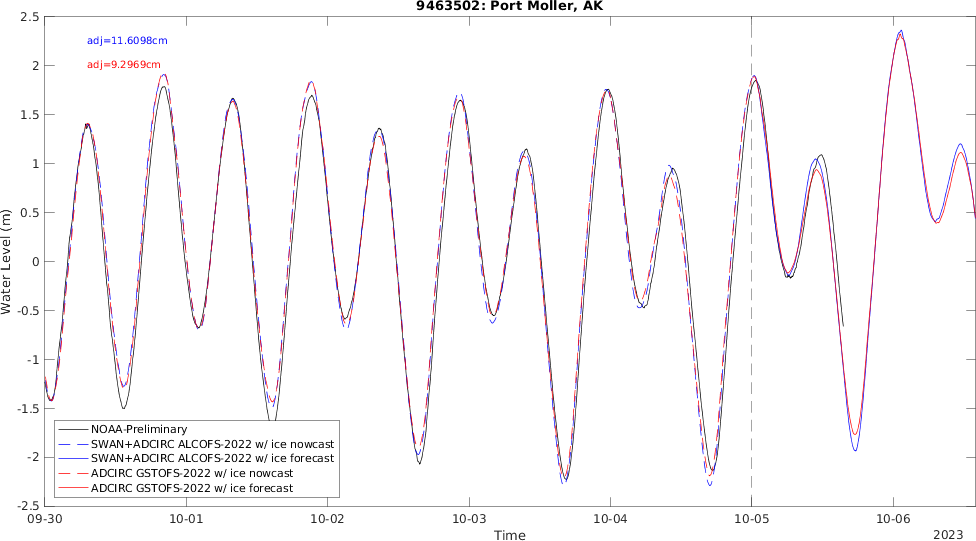 9463502: Port Moller, AK
adj=11.6098cm
adj=9.2969cm
2.5
2
1.5
1
0.5
0
-0.5
-1
-1.5
-2
-2.5
Water Level (m)
NOAA-Preliminary
SWAN+ADCIRC ALCOFS-2022 w/ ice nowcast
SWAN+ADCIRC ALCOFS-2022 w/ ice forecast
ADCIRC GSTOFS-2022 w/ ice nowcast
ADCIRC GSTOFS-2022 w/ ice forecast
09-30 10-01 10-02 10-03 10-04 10-05 10-06
Time
2023